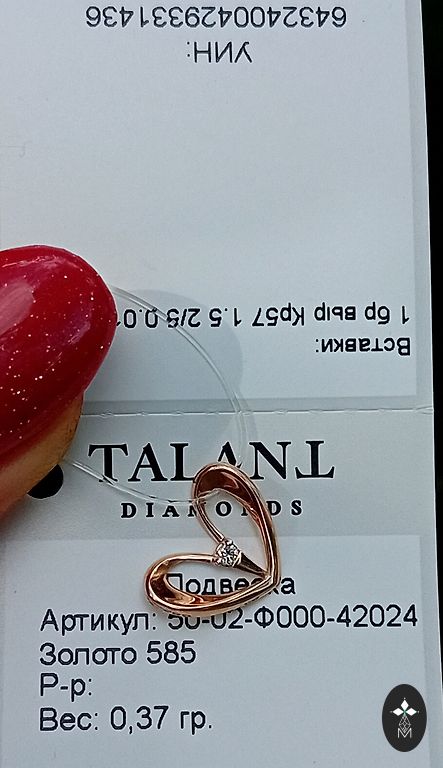 УИН:
6432400429331436
Вставки:
1 бр выр Кр57 1.5 2/6
TALANT
DIAMONDS
Подвеска
Артикул: 50-02-Ф000-42024
Золото 585
Р-р:
Вес: 0,37 гр.
M